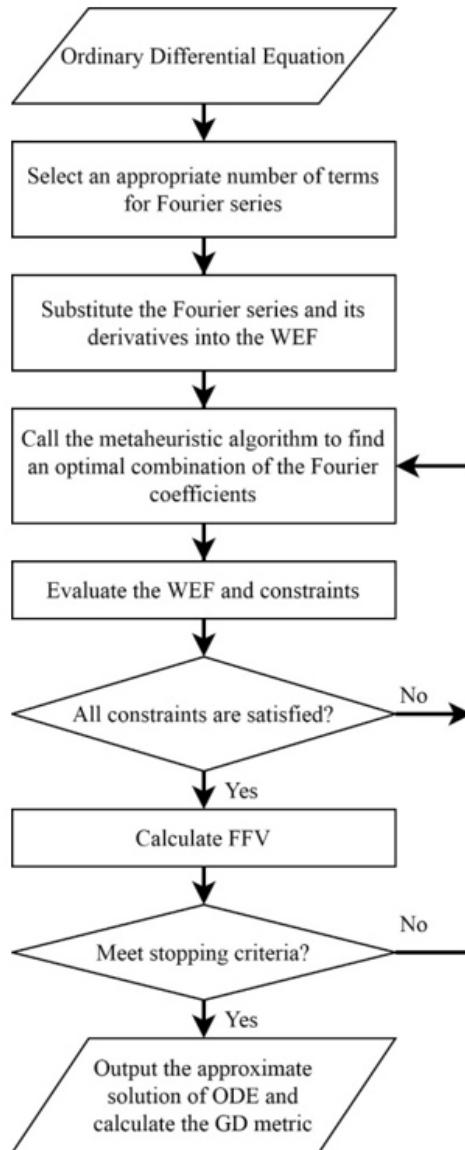 Ordinary Differential Equation
Select an appropriate number of terms
for Fourier series
Substitute the Fourier series and its
derivatives into the WEF
Call the metaheuristic algorithm to find
an optimal combination of the Fourier
coefficients
Evaluate the WEF and constraints
All constraints are satisfied?
No
Yes
Calculate FFV
Meet stopping criteria?
No
Yes
Output the approximate
solution of ODE and
calculate the GD metric